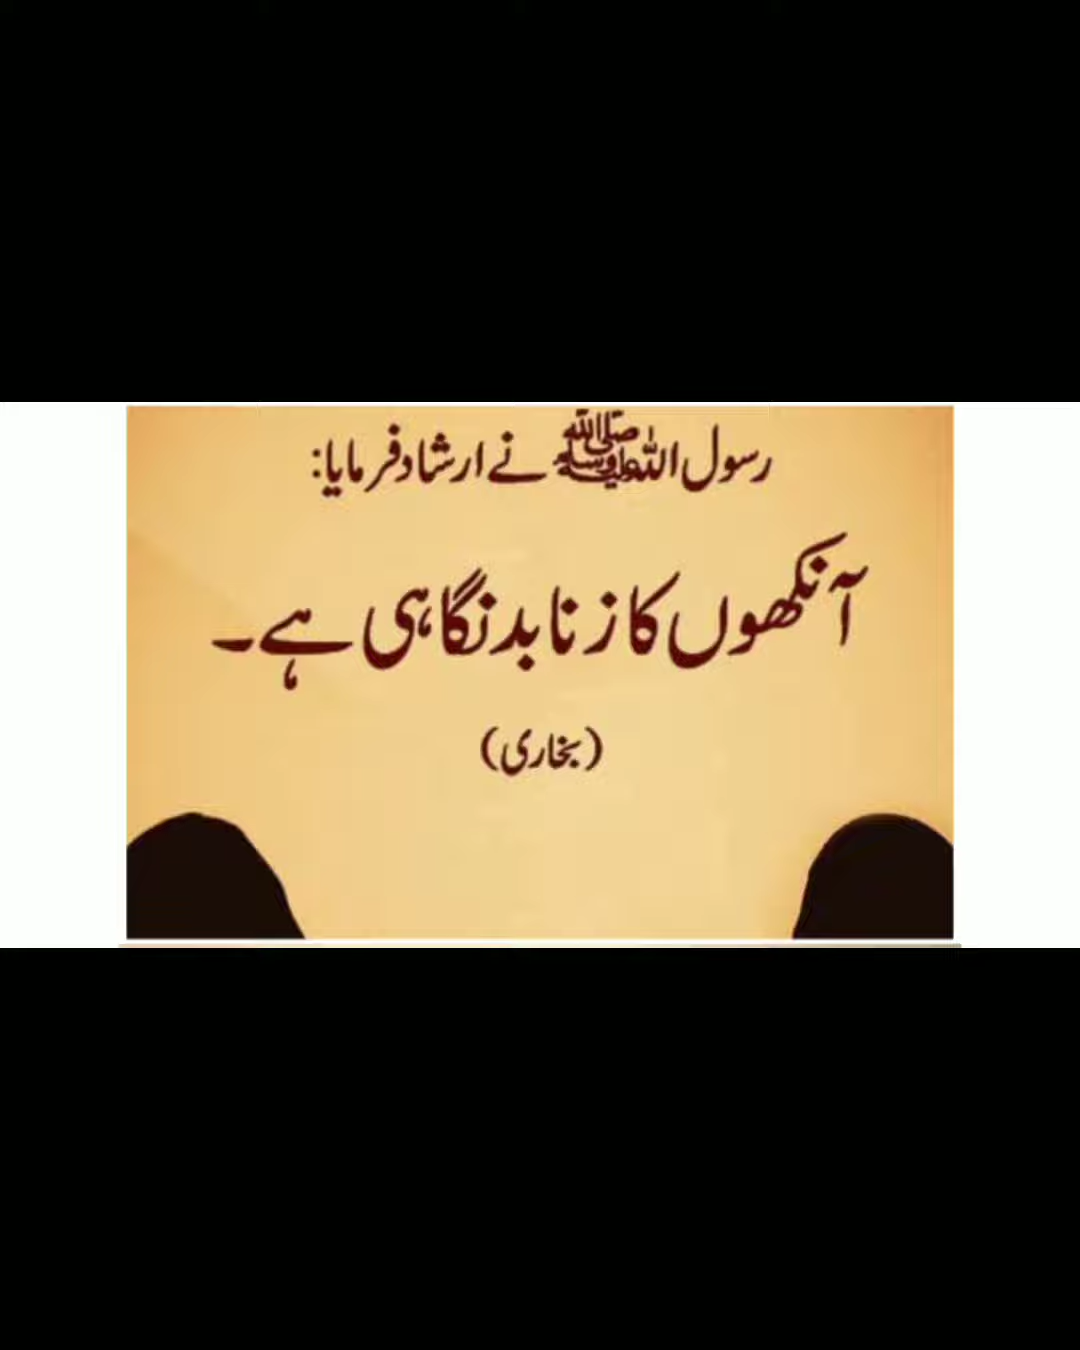 رسول اللہ ﷺ نے ارشاد فرمایا:
آنکھوں کا زنا بدنگاہی ہے۔
(بخاری)